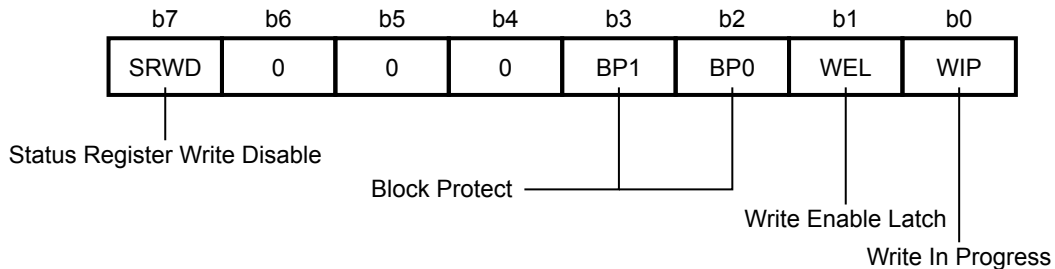 b7 b6 b5 b4 b3 b2 b1 b0
SRWD 0 0 0 BP1 BP0 WEL WIP
Status Register Write Disable
Block Protect
Write Enable Latch
Write In Progress